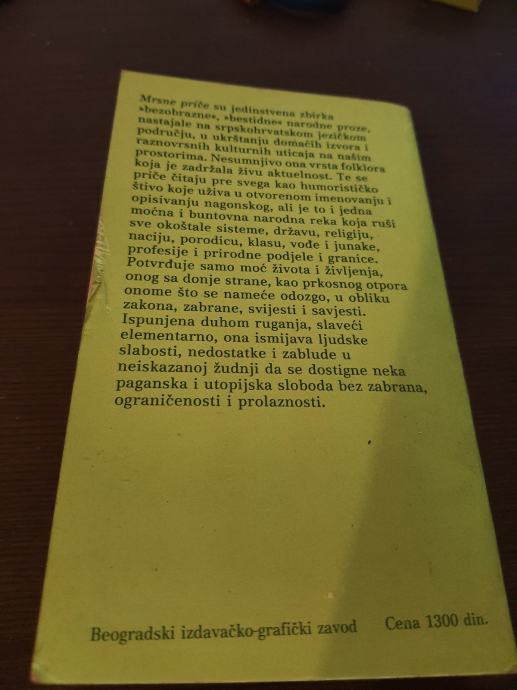 Mrsne priče su jedinstvena zbirka
»bezobrazne«, »bestidne« narodne proze,
nastajale na srpskohrvatskom jezičkom
području, u ukrštanju domaćih izvora i
raznovrsnih kulturnih uticaja na našim
prostorima. Nesumnjivo ona vrsta folklora
koja je zadržala živu aktuelnost. Te se
priče čitaju pre svega kao humorističko
štivo koje uživa u otvorenom imenovanju i
opisivanju nagonskog, ali je to i jedna
moćna i buntovna narodna reka koja ruši
sve okoštale sisteme, državu, religiju,
naciju, porodicu, klasu, vođe i junake,
profesije i prirodne podjele i granice.
Potvrđuje samo moć života i življenja,
onog sa donje strane, kao prkosnog otpora
onome što se nameće odozgo, u obliku
zakona, zabrane, svijesti i savjesti.
Ispunjena duhom ruganja, slaveći
elementarno, ona ismijava ljudske
slabosti, nedostatke i zablude u
neiskazanoj žudnji da se dostigne neka
paganska i utopijska sloboda bez zabrana,
ograničenosti i prolaznosti.
Beogradski izdavačko-grafički zavod Cena 1300 din.